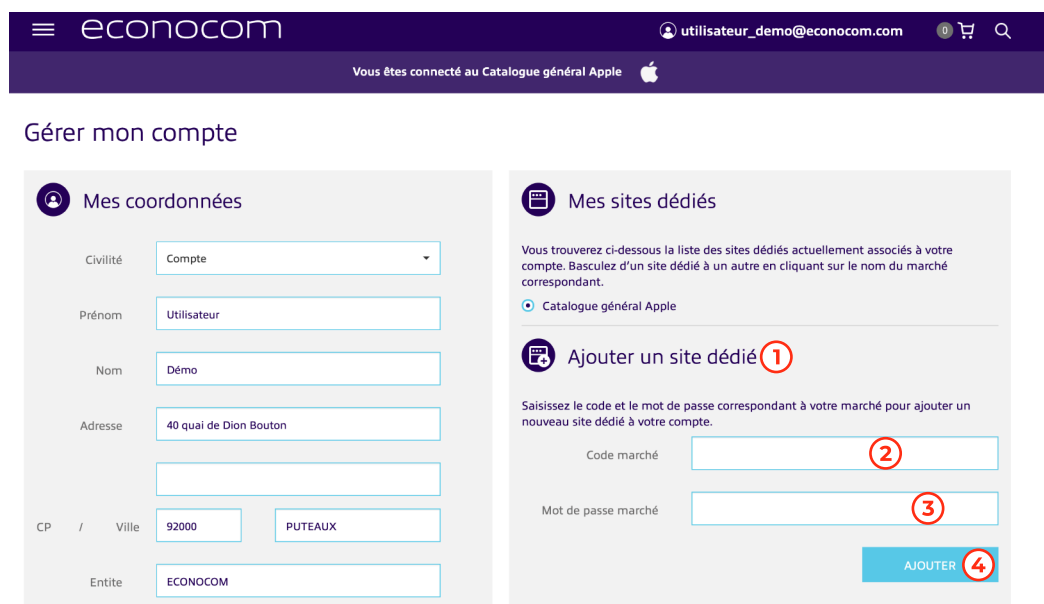 econocom
utilisateur_demo@econocom.com 0
Vous êtes connecté au Catalogue général Apple
Gérer mon compte
Mes coordonnées
Civilité Compte
Prénom Utilisateur
Nom Démo
Adresse 40 quai de Dion Bouton
CP / Ville 92000 PUTEAUX
Entite ECONOCOM
Mes sites dédiés
Vous trouverez ci-dessous la liste des sites dédiés actuellement associés à votre
compte. Basculez d'un site dédié à un autre en cliquant sur le nom du marché
correspondant.
Catalogue général Apple
Ajouter un site dédié 1
Saisissez le code et le mot de passe correspondant à votre marché pour ajouter un
nouveau site dédié à votre compte.
Code marché 2
Mot de passe marché 3
AJOUTER 4